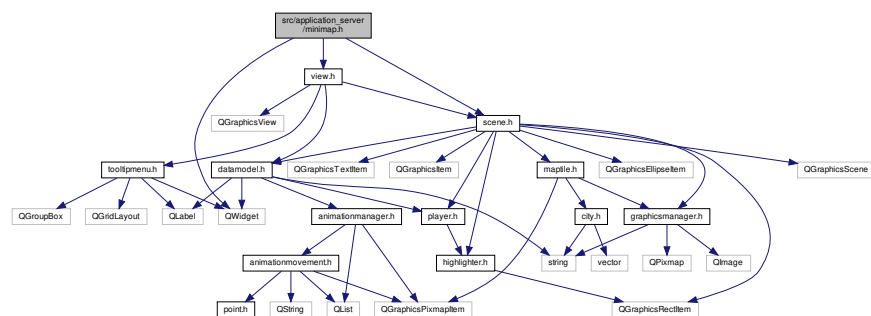 src/application_server
/minimap.h
view.h
QGraphicsView
scene.h
tooltipmenu.h
datamodel.h
QGraphicsTextItem
QGraphicsItem
maptile.h
QGraphicsEllipseItem
QGraphicsScene
QGroupBox
QGridLayout
QLabel
QWidget
animationmanager.h
player.h
city.h
graphicsmanager.h
animationmovement.h
highlighter.h
string
vector
QPixmap
QImage
point.h
QString
QList
QGraphicsPixmapItem
QGraphicsRectItem